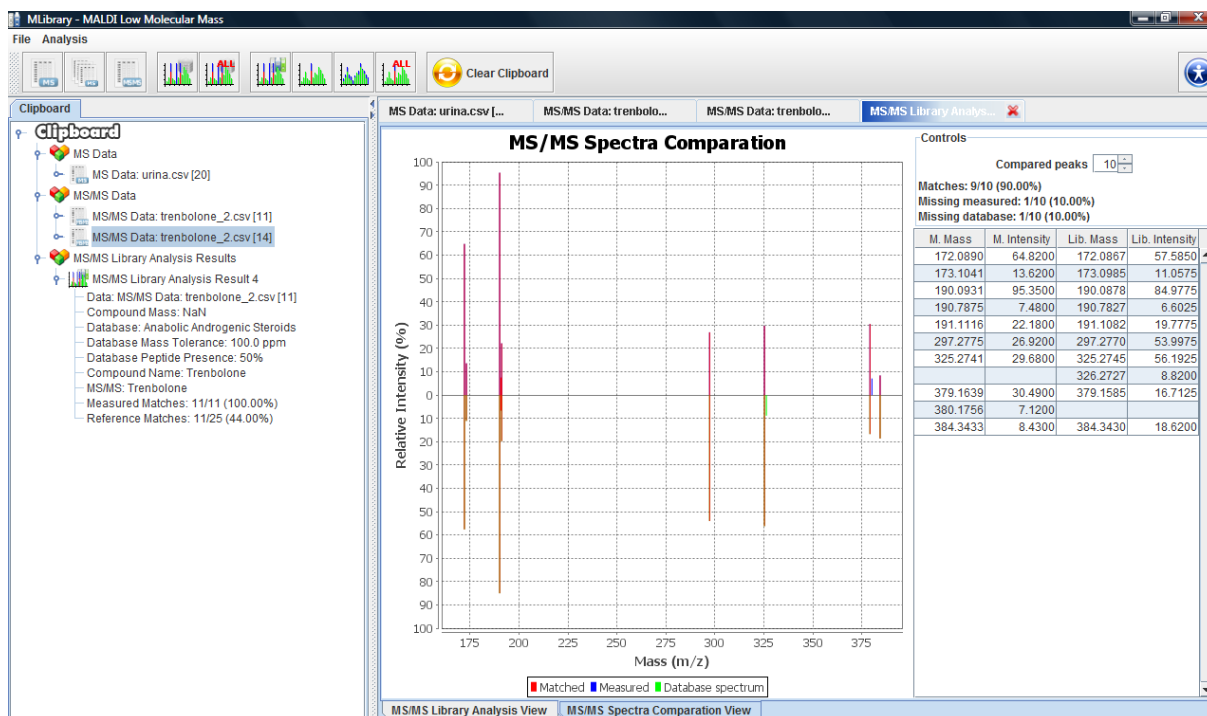 MLibrary - MALDI Low Molecular Mass
File Analysis
MS MS MS/MS ALL ALL Clear Clipboard
Clipboard
Clipboard
MS Data
MS Data: urina.csv [20]
MS/MS Data
MS/MS Data: trenbolone_2.csv [11]
MS/MS Data: trenbolone_2.csv [14]
MS/MS Library Analysis Results
MS/MS Library Analysis Result 4
Data: MS/MS Data: trenbolone_2.csv [11]
Compound Mass: NaN
Database: Anabolic Androgenic Steroids
Database Mass Tolerance: 100.0 ppm
Database Peptide Presence: 50%
Compound Name: Trenbolone
MS/MS: Trenbolone
Measured Matches: 11/11 (100.00%)
Reference Matches: 11/25 (44.00%)
MS Data: urina.csv [... MS/MS Data: trenbolo... MS/MS Data: trenbolo... MS/MS Library Analys...
MS/MS Spectra Comparation
Relative Intensity (%)
100
90
80
70
60
50
40
30
20
10
0
10
20
30
40
50
60
70
80
90
100
175 200 225 250 275 300 325 350 375
Mass (m/z)
Matched Measured Database spectrum
Controls
Compared peaks 10
Matches: 9/10 (90.00%)
Missing measured: 1/10 (10.00%)
Missing database: 1/10 (10.00%)
M. Mass M. Intensity Lib. Mass Lib. Intensity
172.0890 64.8200 172.0867 57.5850
173.1041 13.6200 173.0985 11.0575
190.0931 95.3500 190.0878 84.9775
190.7875 7.4800 190.7827 6.6025
191.1116 22.1800 191.1082 19.7775
297.2775 26.9200 297.2770 53.9975
325.2741 29.6800 325.2745 56.1925
326.2727 8.8200
379.1639 30.4900 379.1585 16.7125
380.1756 7.1200
384.3433 8.4300 384.3430 18.6200
MS/MS Library Analysis View MS/MS Spectra Comparation View